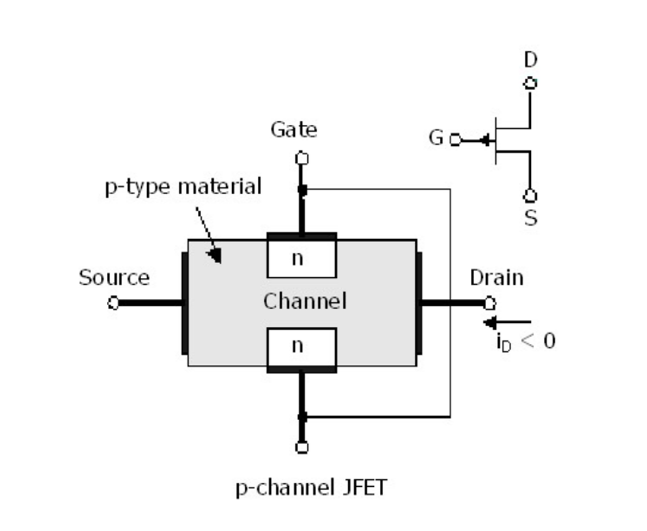 D
Gate
G
p-type material
S
n
Source
Drain
Channel
iD < 0
n
p-channel JFET